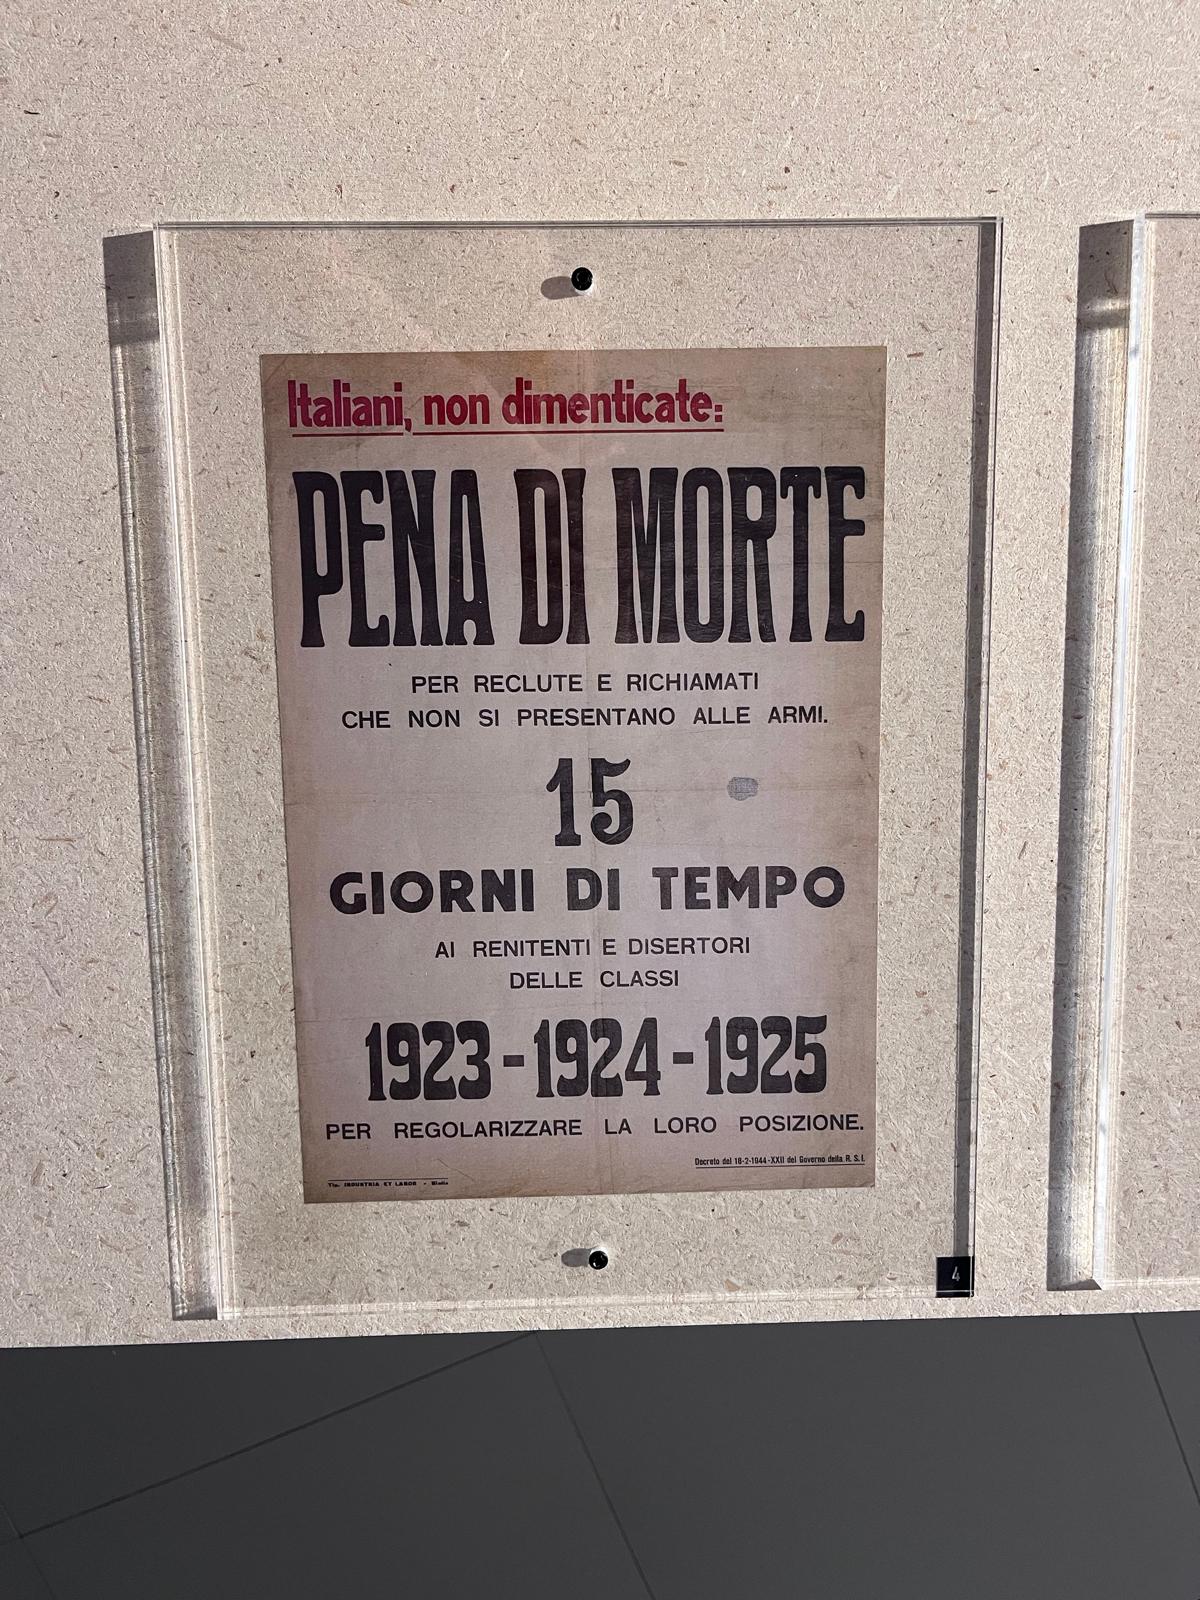 Italiani, non dimenticate:
PENA DI MORTE
PER RECLUTE E RICHIAMATI
CHE NON SI PRESENTANO ALLE ARMI.
15
GIORNI DI TEMPO
AI RENITENTI E DISERTORI
DELLE CLASSI
1923 - 1924 - 1925
PER REGOLARIZZARE LA LORO POSIZIONE.
Decreto del 18-2-1944-XXII del Governo della R. S. I.
Tip. INDUSTRIA ET LABOR - Biella
4